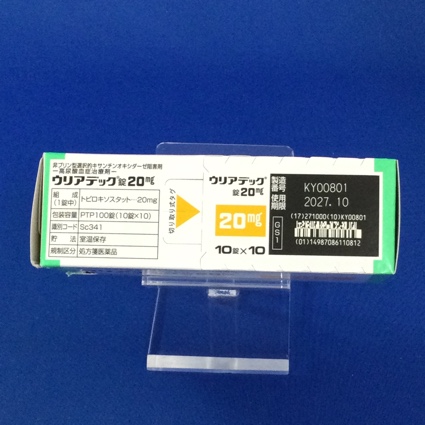 非プリン型選択的キサンチンオキシダーゼ阻害剤
―高尿酸血症治療剤―
ウリアデック®錠20mg
組成(1錠中) トピロキソスタット…20mg
包装容量 PTP100錠(10錠×10)
識別コード Sc341
貯法 室温保存
規制区分 処方箋医薬品
切り取り式タグ
ウリアデック®
錠20mg
20mg
10錠×10
製造番号 KY00801
使用期限 2027.10
(17)271000(10)KY00801
GS1
(01)14987086110812